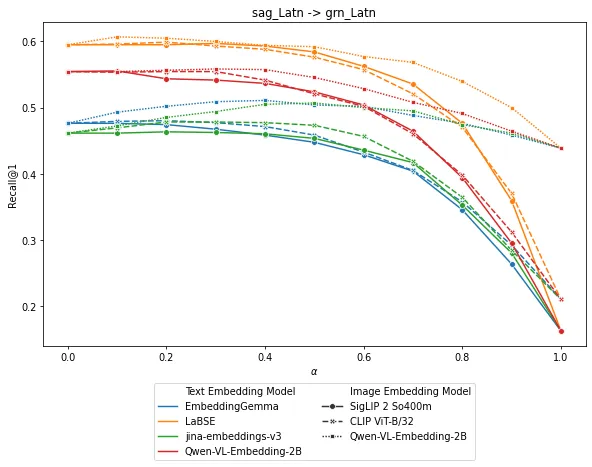 sag_Latn -> grn_Latn
Recall@1
0.6
0.5
0.4
0.3
0.2
0.0 0.2 0.4 0.6 0.8 1.0
α
Text Embedding Model Image Embedding Model
EmbeddingGemma SigLIP 2 So400m
LaBSE CLIP ViT-B/32
jina-embeddings-v3 Qwen-VL-Embedding-2B
Qwen-VL-Embedding-2B